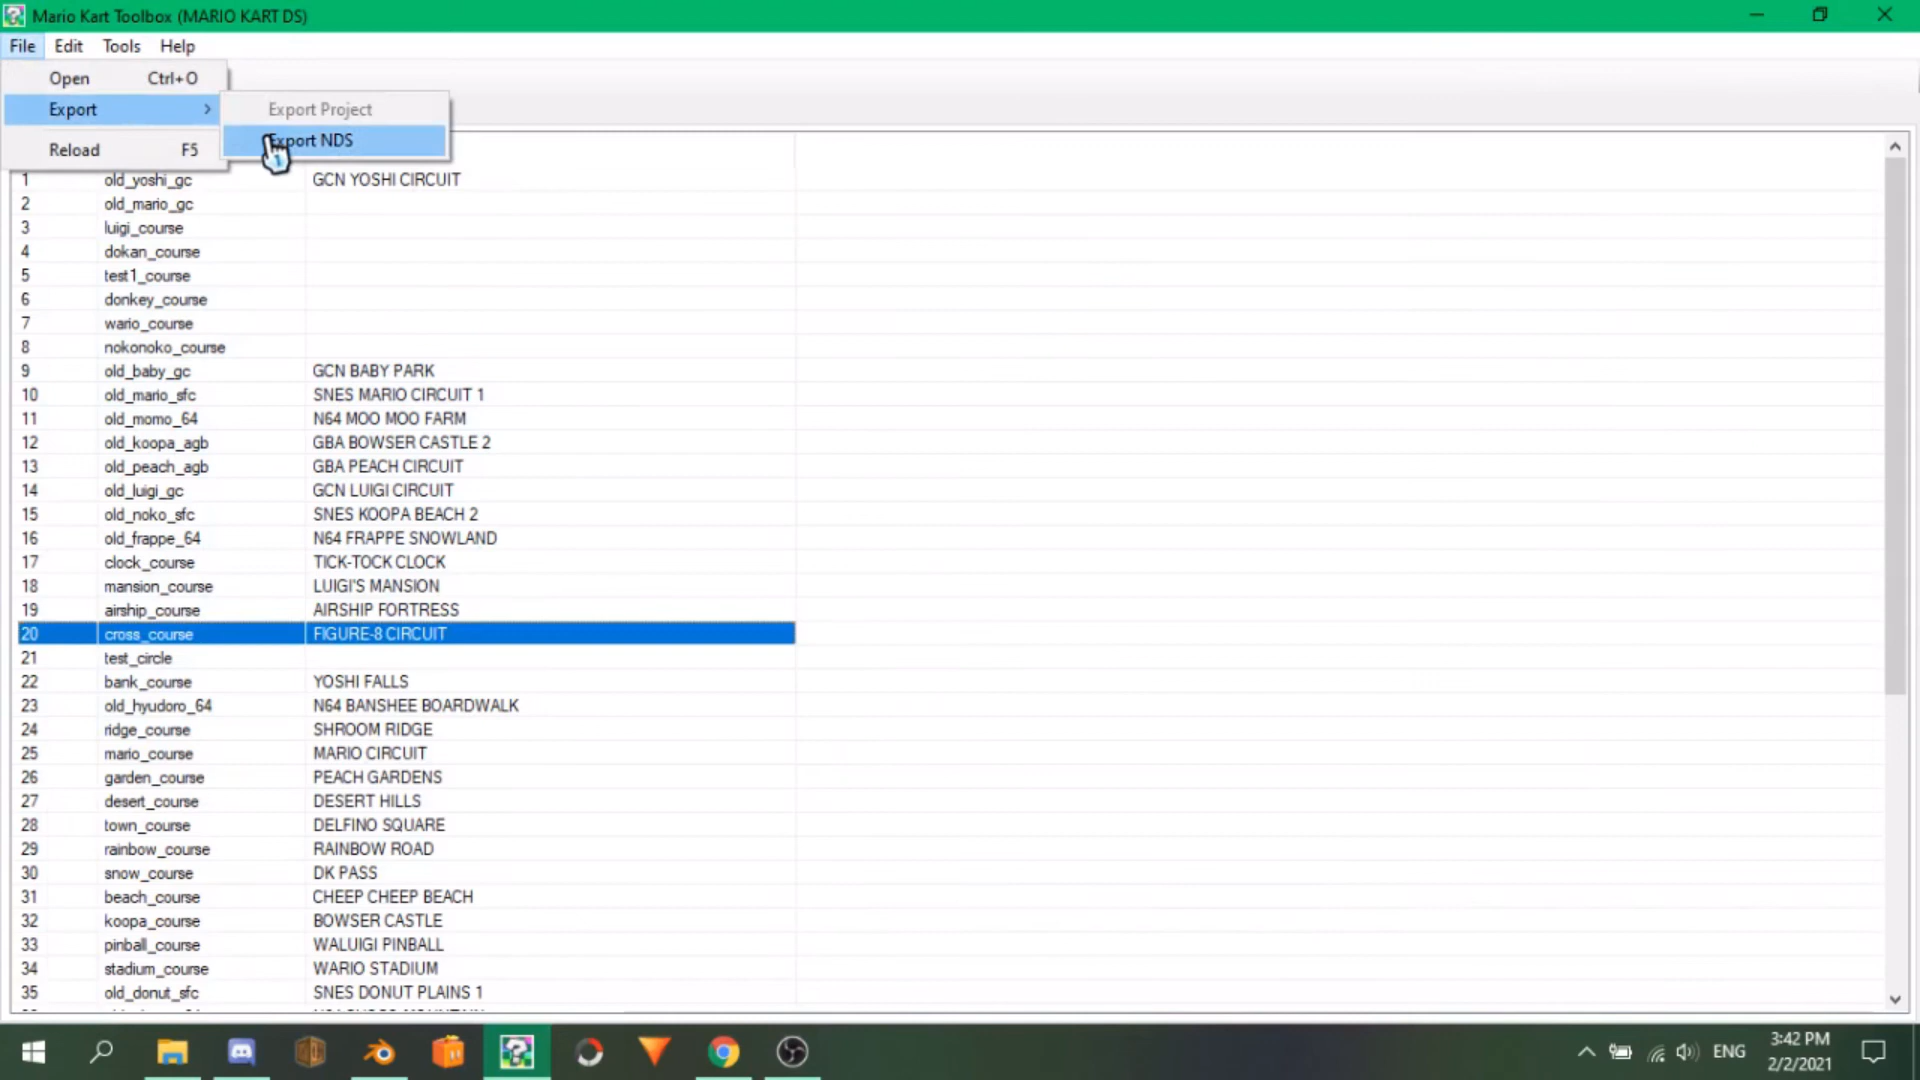 Mario Kart Toolbox (MARIO KART DS)
File Edit Tools Help
Open Ctrl+O
Export
Export Project
Export NDS
Reload F5
1 old_yoshi_gc GCN YOSHI CIRCUIT
2 old_mario_gc
3 luigi_course
4 dokan_course
5 test1_course
6 donkey_course
7 wario_course
8 nokonoko_course
9 old_baby_gc GCN BABY PARK
10 old_mario_sfc SNES MARIO CIRCUIT 1
11 old_momo_64 N64 MOO MOO FARM
12 old_koopa_agb GBA BOWSER CASTLE 2
13 old_peach_agb GBA PEACH CIRCUIT
14 old_luigi_gc GCN LUIGI CIRCUIT
15 old_noko_sfc SNES KOOPA BEACH 2
16 old_frappe_64 N64 FRAPPE SNOWLAND
17 clock_course TICK-TOCK CLOCK
18 mansion_course LUIGI'S MANSION
19 airship_course AIRSHIP FORTRESS
20 cross_course FIGURE-8 CIRCUIT
21 test_circle
22 bank_course YOSHI FALLS
23 old_hyudoro_64 N64 BANSHEE BOARDWALK
24 ridge_course SHROOM RIDGE
25 mario_course MARIO CIRCUIT
26 garden_course PEACH GARDENS
27 desert_course DESERT HILLS
28 town_course DELFINO SQUARE
29 rainbow_course RAINBOW ROAD
30 snow_course DK PASS
31 beach_course CHEEP CHEEP BEACH
32 koopa_course BOWSER CASTLE
33 pinball_course WALUIGI PINBALL
34 stadium_course WARIO STADIUM
35 old_donut_sfc SNES DONUT PLAINS 1
ENG
3:42 PM
2/2/2021